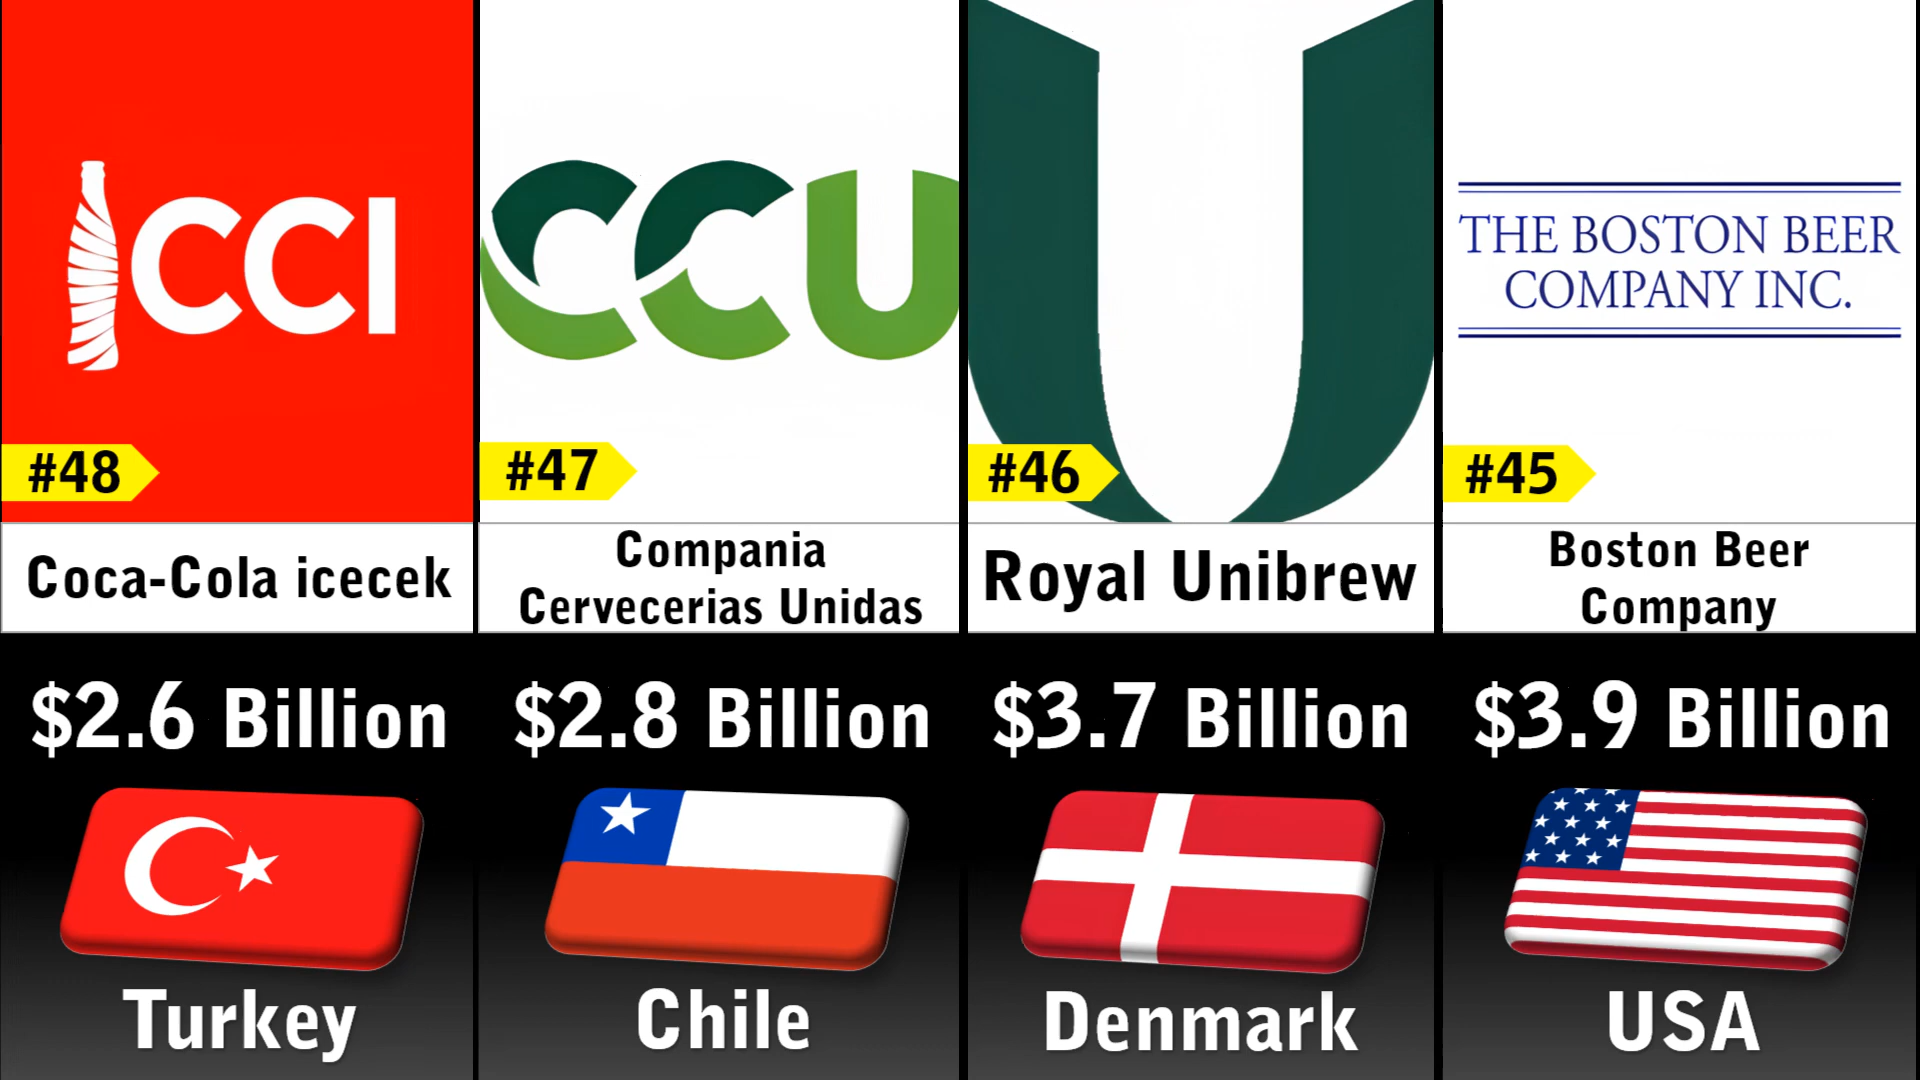 CCI
#48
Coca-Cola icecek
$2.6 Billion
Turkey
CCU
#47
Compania
Cervecerias Unidas
$2.8 Billion
Chile
U
#46
Royal Unibrew
$3.7 Billion
Denmark
THE BOSTON BEER
COMPANY INC.
#45
Boston Beer
Company
$3.9 Billion
USA